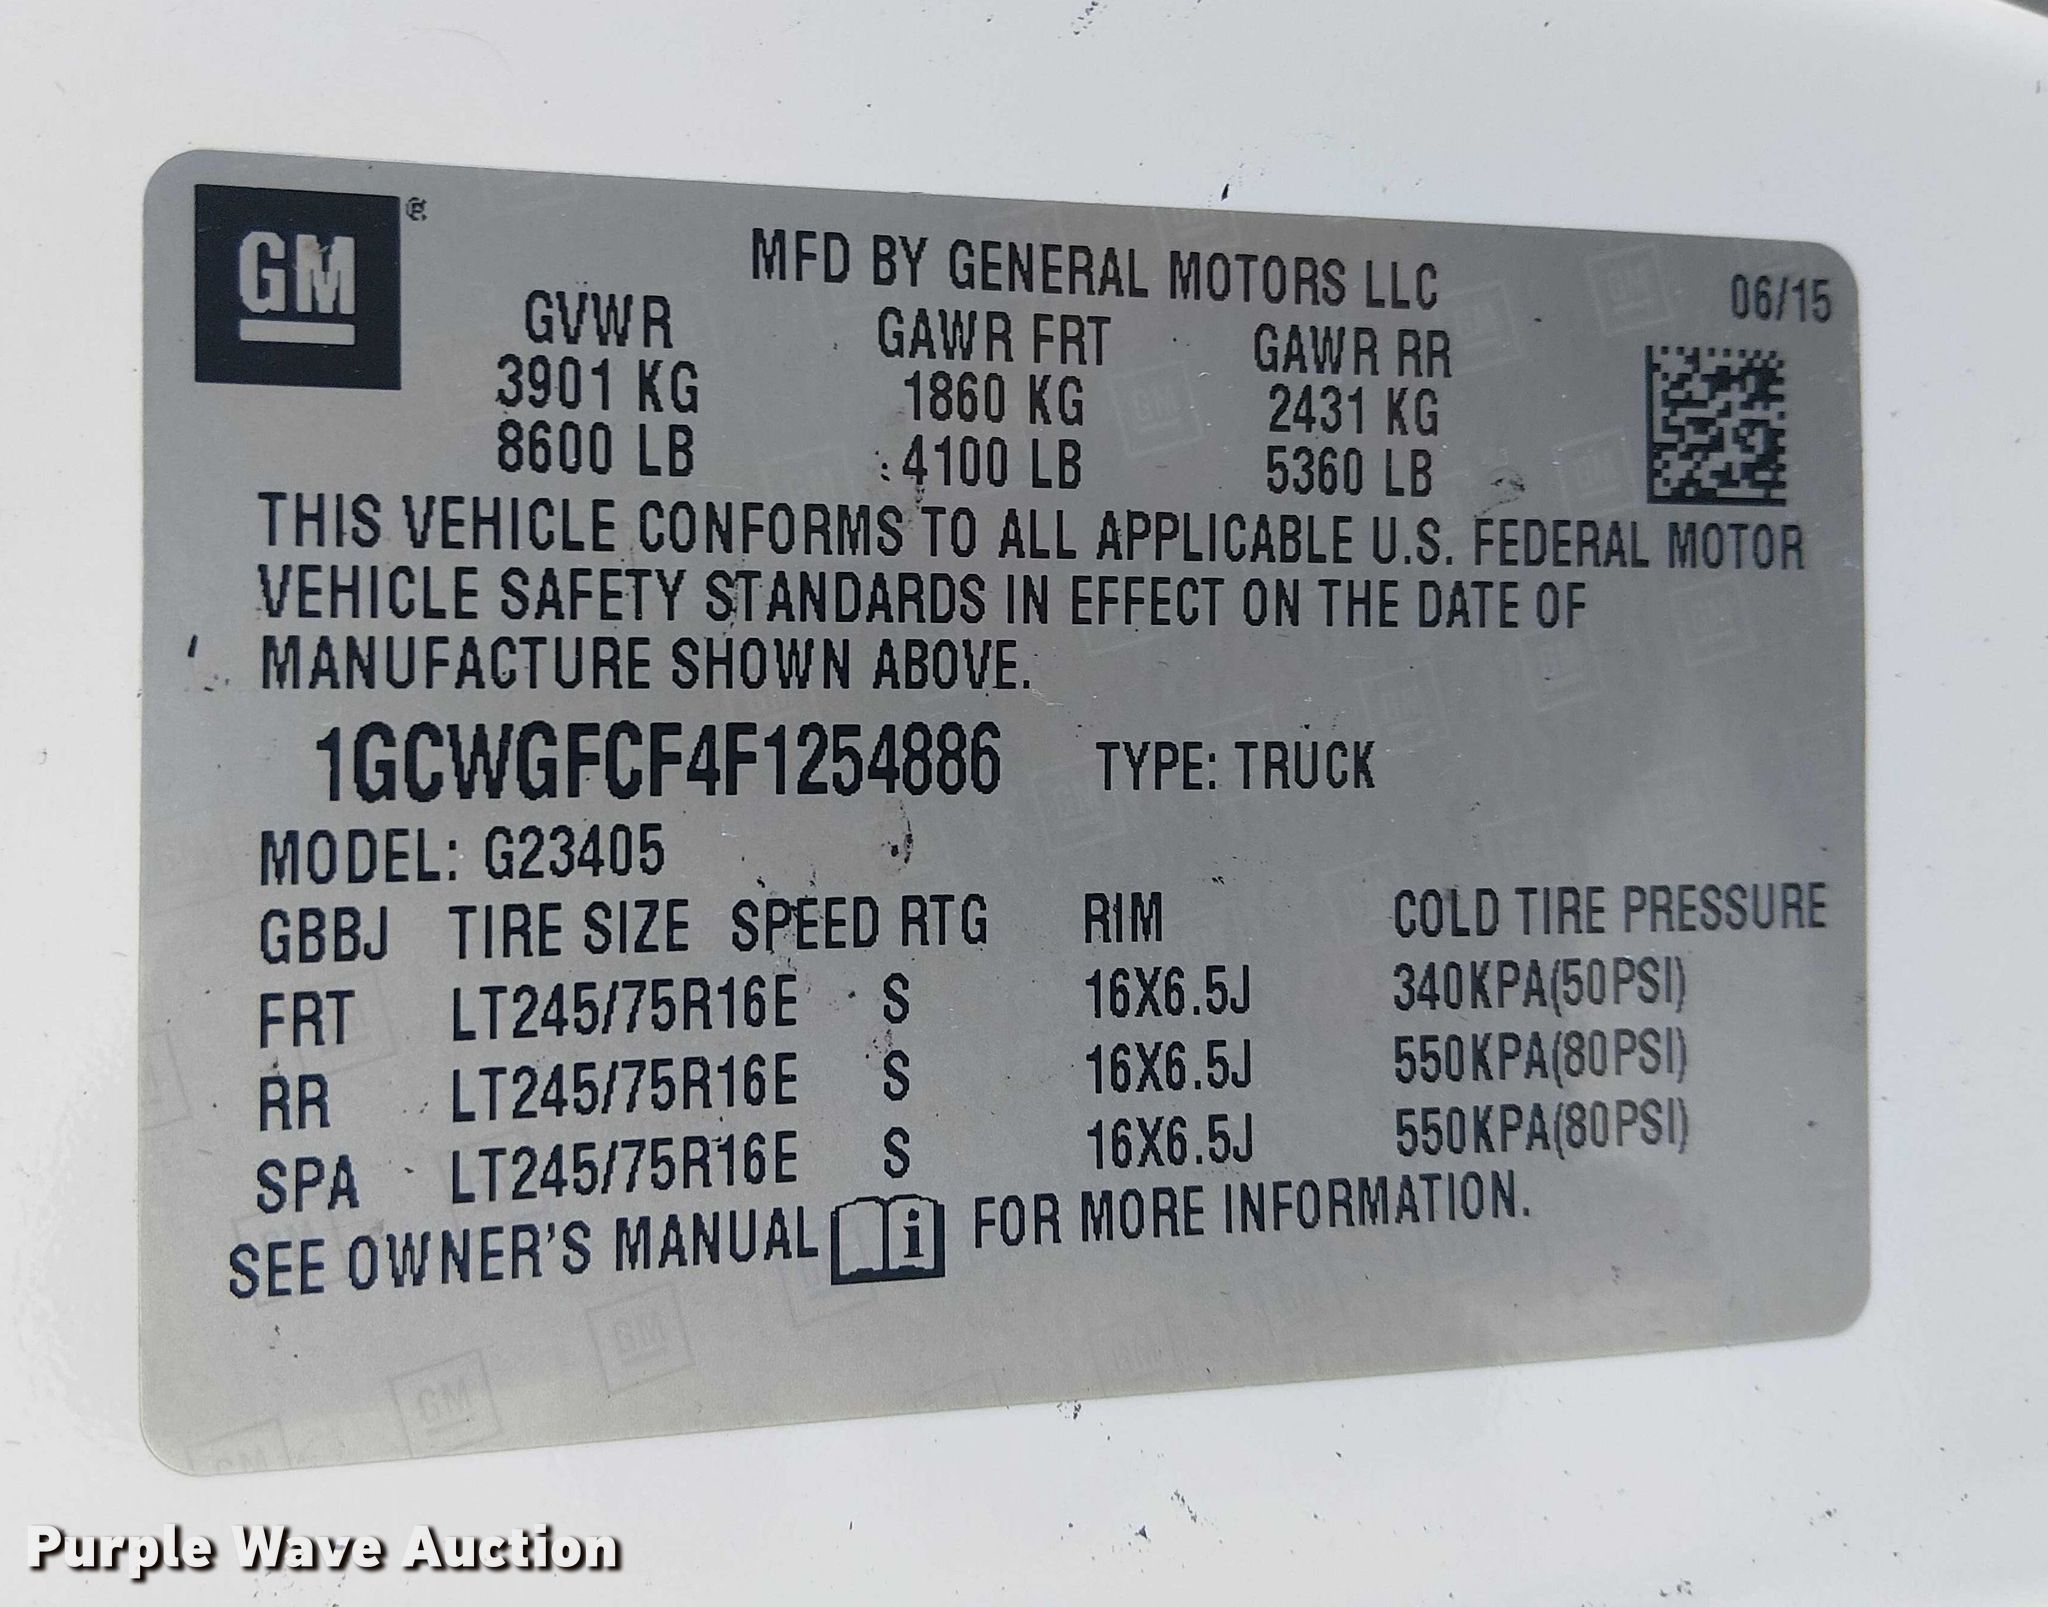 GM®
MFD BY GENERAL MOTORS LLC
06/15
GVWR GAWR FRT GAWR RR
3901 KG 1860 KG 2431 KG
8600 LB 4100 LB 5360 LB
THIS VEHICLE CONFORMS TO ALL APPLICABLE U.S. FEDERAL MOTOR
VEHICLE SAFETY STANDARDS IN EFFECT ON THE DATE OF
MANUFACTURE SHOWN ABOVE.
1GCWGFCF4F1254886 TYPE: TRUCK
MODEL: G23405
GBBJ TIRE SIZE SPEED RTG RIM COLD TIRE PRESSURE
FRT LT245/75R16E S 16X6.5J 340KPA(50PSI)
RR LT245/75R16E S 16X6.5J 550KPA(80PSI)
SPA LT245/75R16E S 16X6.5J 550KPA(80PSI)
SEE OWNER'S MANUAL i FOR MORE INFORMATION.
Purple Wave Auction